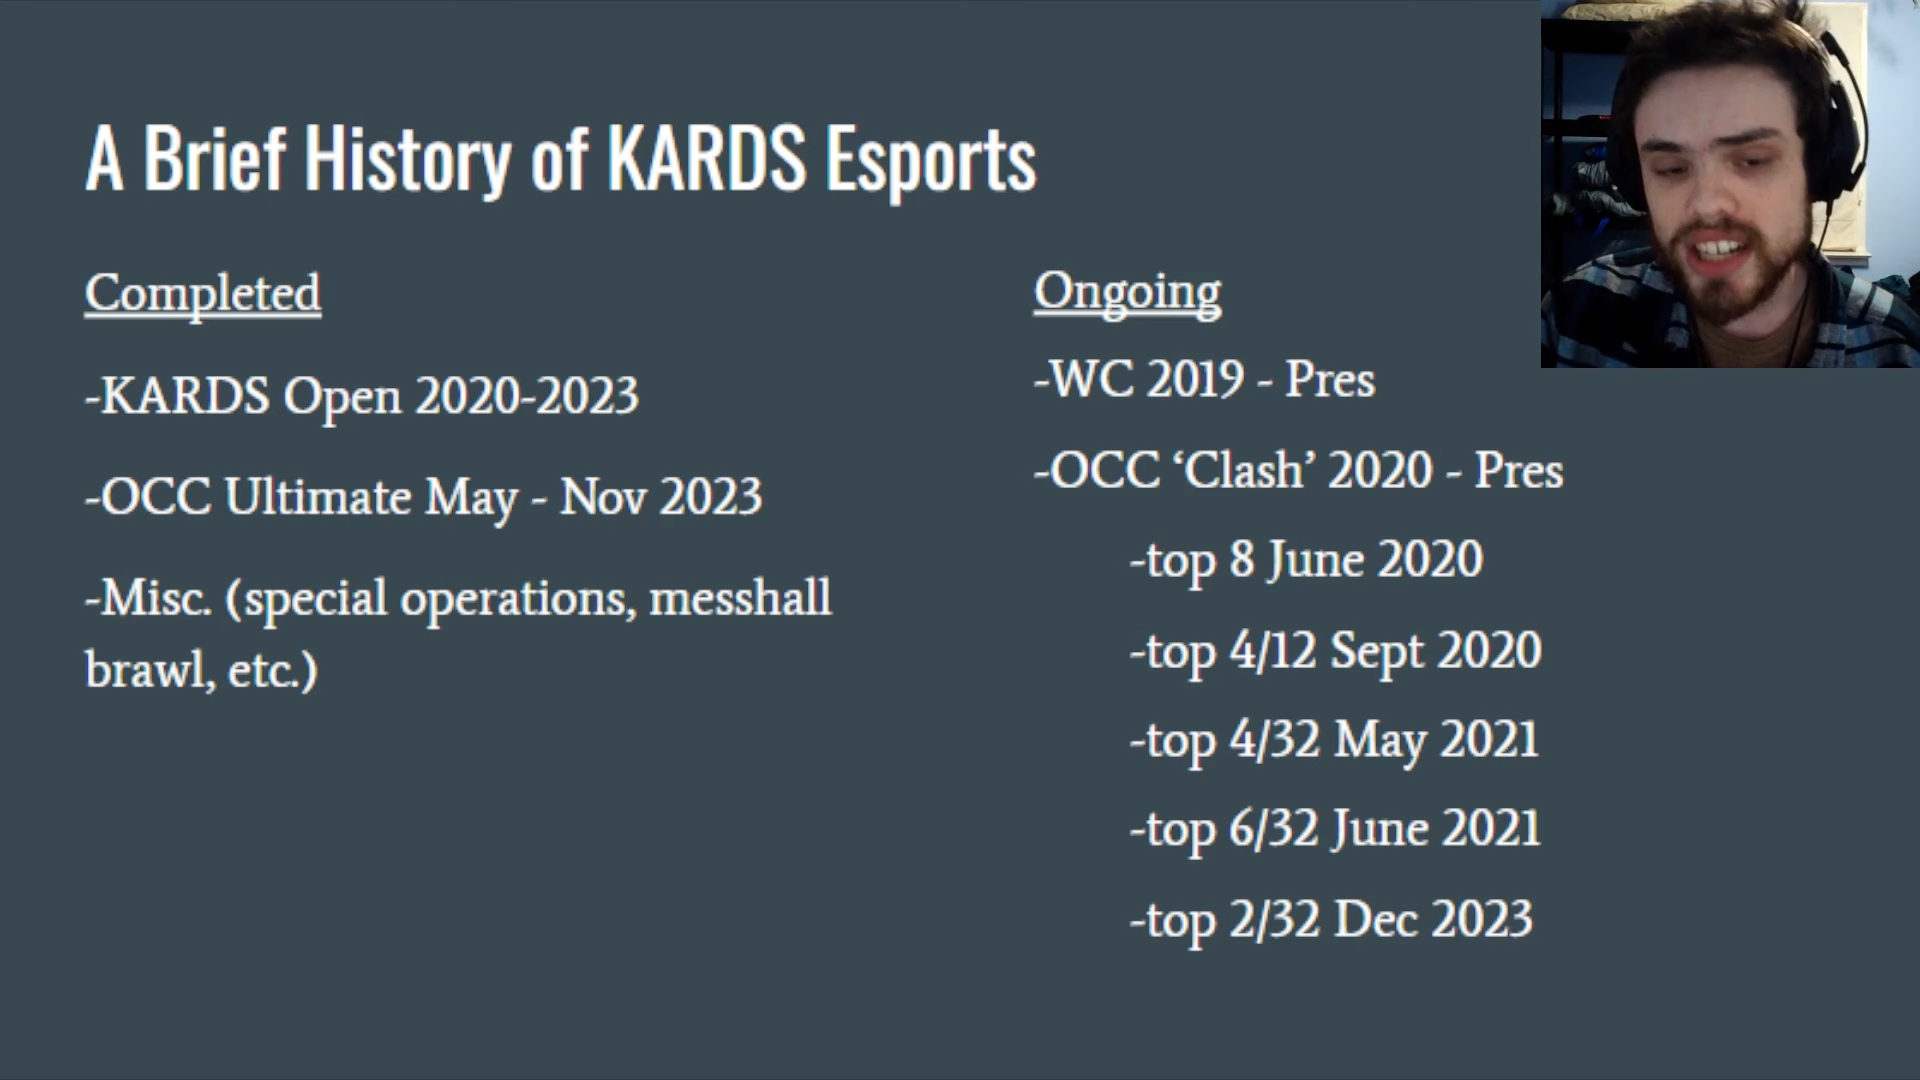 A Brief History of KARDS Esports
Completed
-KARDS Open 2020-2023
-OCC Ultimate May - Nov 2023
-Misc. (special operations, messhall
brawl, etc.)
Ongoing
-WC 2019 - Pres
-OCC ‘Clash’ 2020 - Pres
-top 8 June 2020
-top 4/12 Sept 2020
-top 4/32 May 2021
-top 6/32 June 2021
-top 2/32 Dec 2023